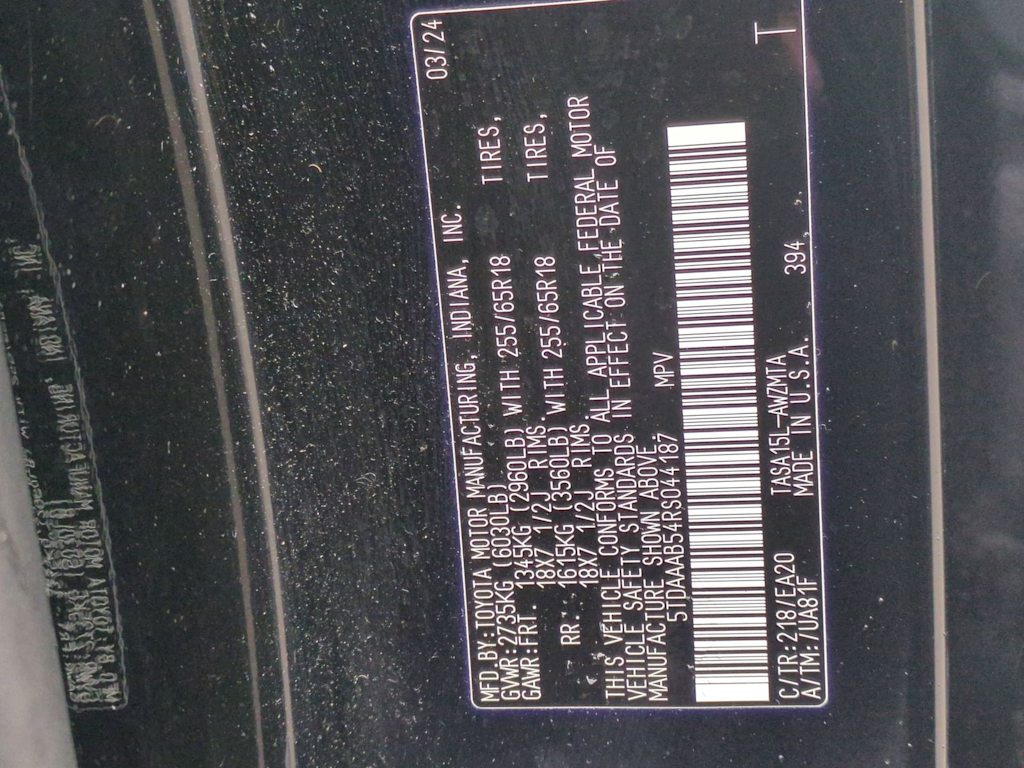 MFD BY:TOYOTA MOTOR MANUFACTURING, INDIANA, INC. 03/24
GVWR:2735KG (6030LB)
GAWR:FRT. 1345KG (2960LB) WITH 255/65R18 TIRES,
18X7 1/2J RIMS.
RR. 1615KG (3560LB) WITH 255/65R18 TIRES,
18X7 1/2J RIMS.
THIS VEHICLE CONFORMS TO ALL APPLICABLE FEDERAL MOTOR
VEHICLE SAFETY STANDARDS IN EFFECT ON THE DATE OF
MANUFACTURE SHOWN ABOVE.
5TDAAAB54RS044187 MPV
C/TR:218/EA20 TASA15L-AWZMTA 394 T
A/TM:7UA81F MADE IN U.S.A.